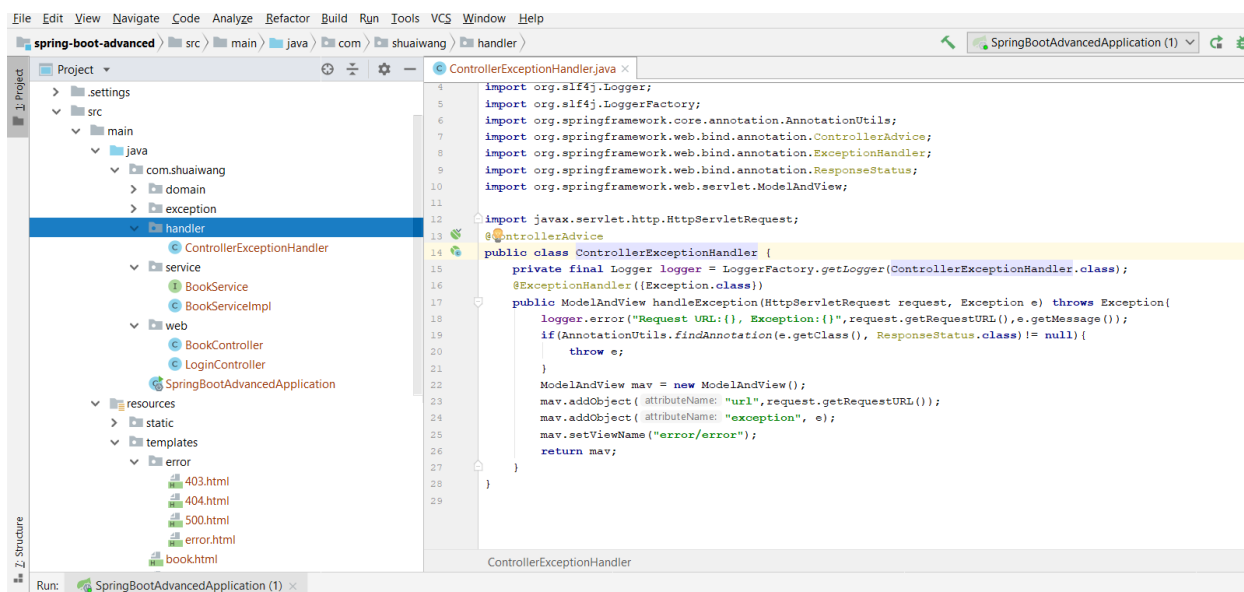 File Edit View Navigate Code Analyze Refactor Build Run Tools VCS Window Help
spring-boot-advanced src main java com shuaiwang handler SpringBootAdvancedApplication (1)
1: Project
Project
.settings
src
main
java
com.shuaiwang
domain
exception
handler
ControllerExceptionHandler
service
BookService
BookServiceImpl
web
BookController
LoginController
SpringBootAdvancedApplication
resources
static
templates
error
403.html
404.html
500.html
error.html
book.html
Z: Structure
ControllerExceptionHandler.java
4 import org.slf4j.Logger;
5 import org.slf4j.LoggerFactory;
6 import org.springframework.core.annotation.AnnotationUtils;
7 import org.springframework.web.bind.annotation.ControllerAdvice;
8 import org.springframework.web.bind.annotation.ExceptionHandler;
9 import org.springframework.web.bind.annotation.ResponseStatus;
10 import org.springframework.web.servlet.ModelAndView;
11
12 import javax.servlet.http.HttpServletRequest;
13 @ControllerAdvice
14 public class ControllerExceptionHandler {
15 private final Logger logger = LoggerFactory.getLogger(ControllerExceptionHandler.class);
16 @ExceptionHandler({Exception.class})
17 public ModelAndView handleException(HttpServletRequest request, Exception e) throws Exception{
18 logger.error("Request URL:{}, Exception:{}",request.getRequestURL(),e.getMessage());
19 if(AnnotationUtils.findAnnotation(e.getClass(), ResponseStatus.class)!= null){
20 throw e;
21 }
22 ModelAndView mav = new ModelAndView();
23 mav.addObject( attributeName: "url",request.getRequestURL());
24 mav.addObject( attributeName: "exception", e);
25 mav.setViewName("error/error");
26 return mav;
27 }
28 }
29
ControllerExceptionHandler
Run: SpringBootAdvancedApplication (1)